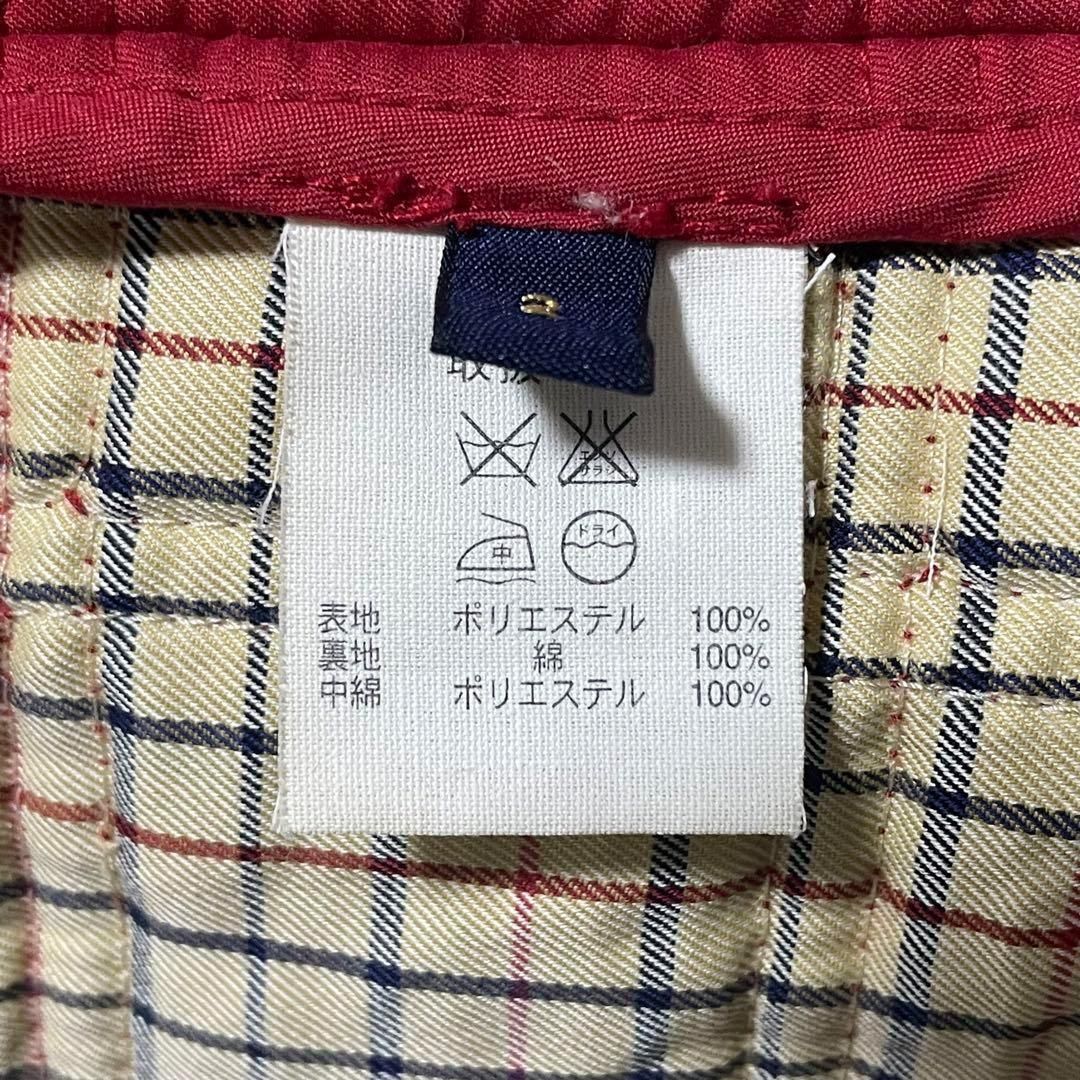 取扱
エンソ
サラシ
中
ドライ
表地 ポリエステル 100%
裏地 綿 100%
中綿 ポリエステル 100%